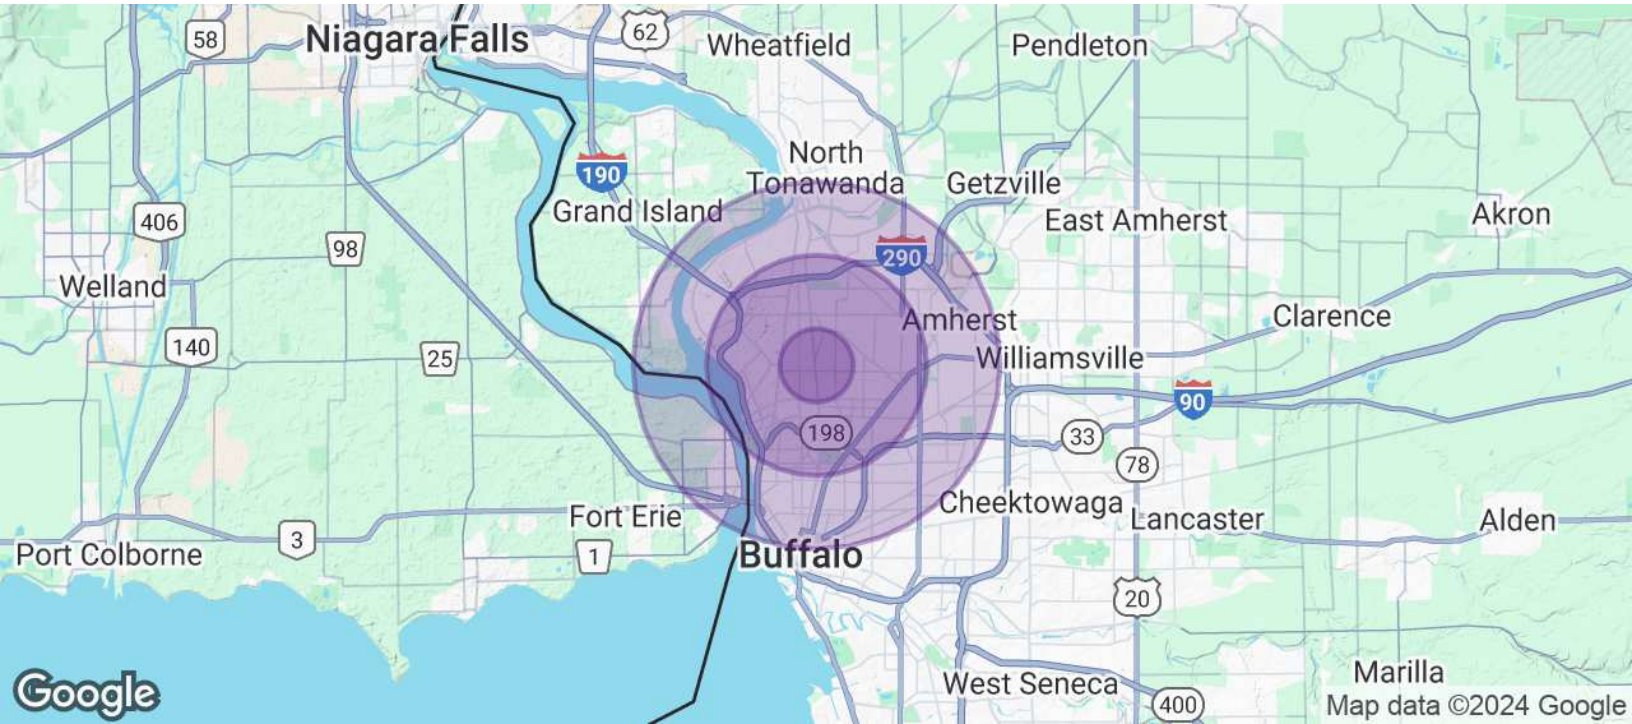 58
Niagara Falls
62
Wheatfield
Pendleton
North
Tonawanda
190
Getzville
Grand Island
406
East Amherst
Akron
98
290
Welland
Amherst
Clarence
140
25
Williamsville
90
198
33
78
Cheektowaga
Fort Erie
Lancaster
Alden
3
Port Colborne
1
Buffalo
20
Marilla
West Seneca
400
Google
Map data ©2024 Google